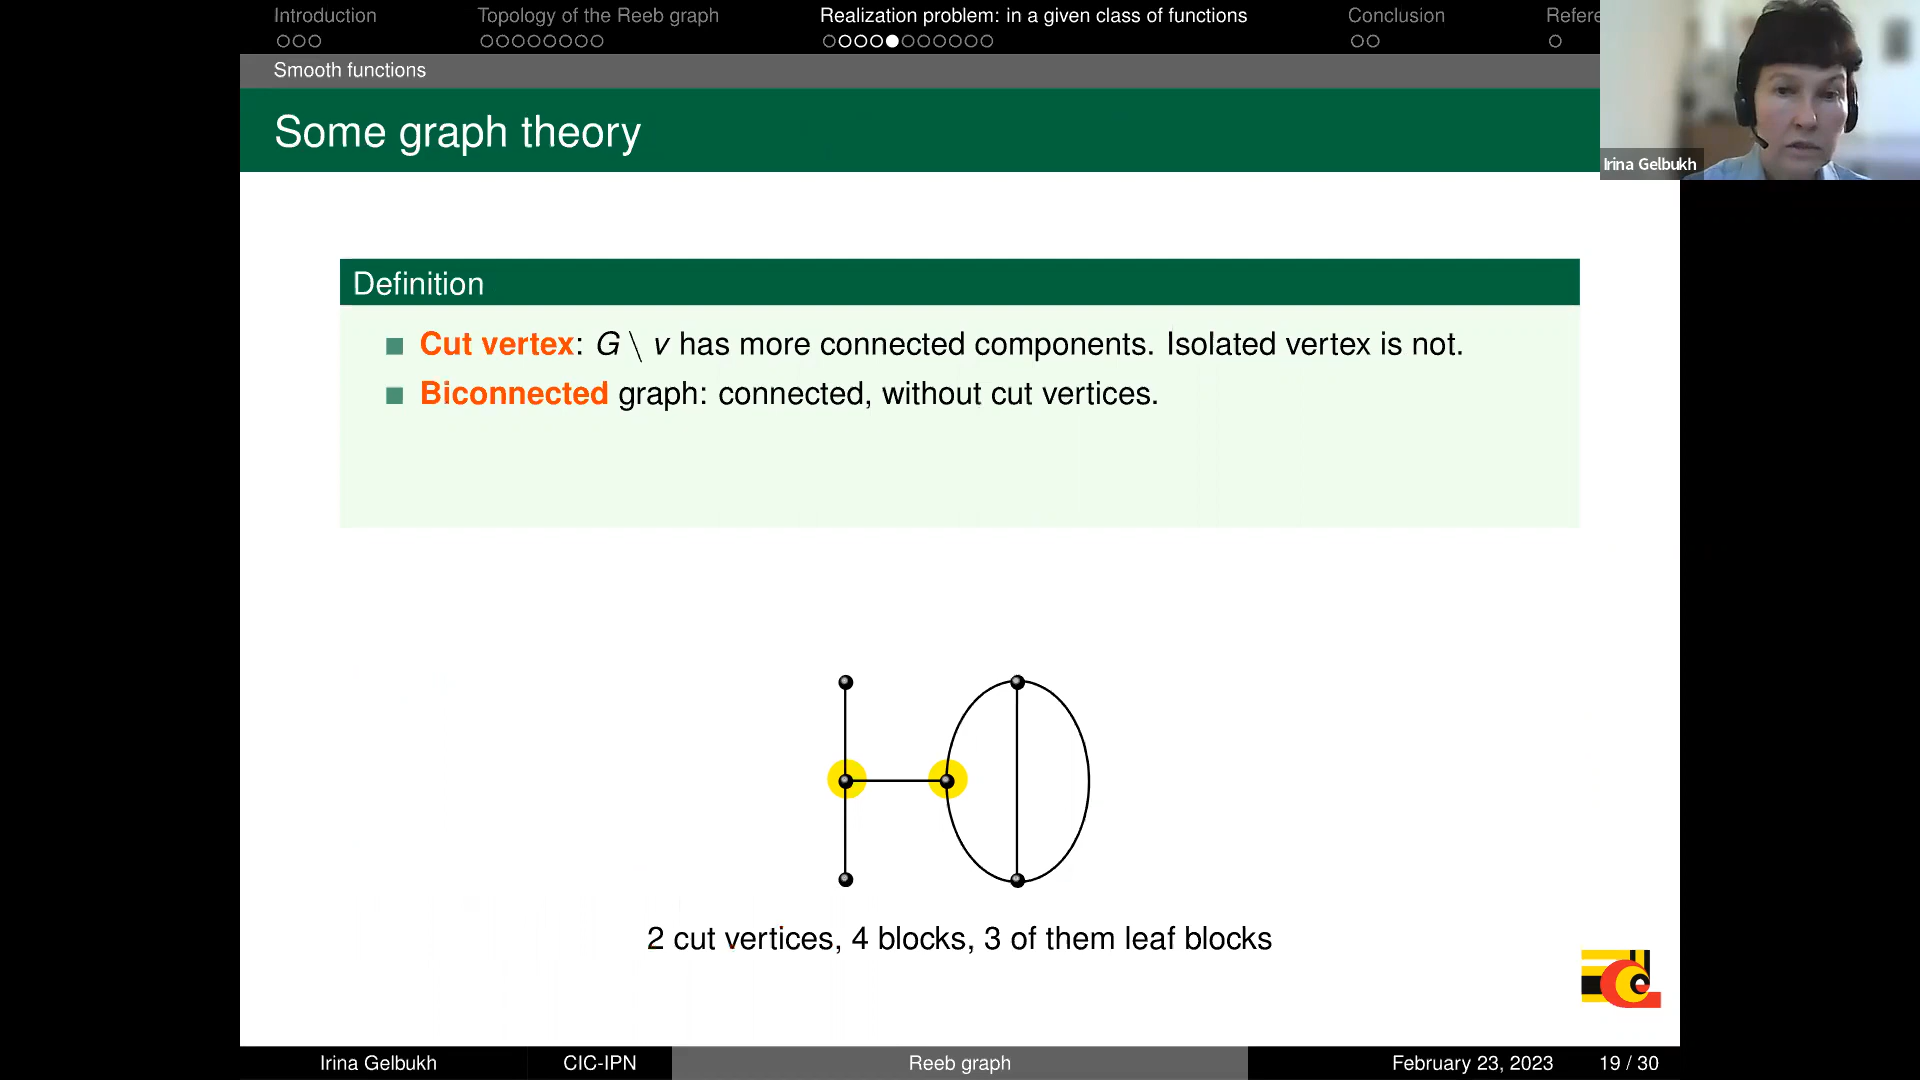 Introduction
Topology of the Reeb graph
Realization problem: in a given class of functions
Conclusion
Refere
Smooth functions
Some graph theory
Irina Gelbukh
Definition
Cut vertex: G \ v has more connected components. Isolated vertex is not.
Biconnected graph: connected, without cut vertices.
2 cut vertices, 4 blocks, 3 of them leaf blocks
Irina Gelbukh
CIC-IPN
Reeb graph
February 23, 2023
19 / 30